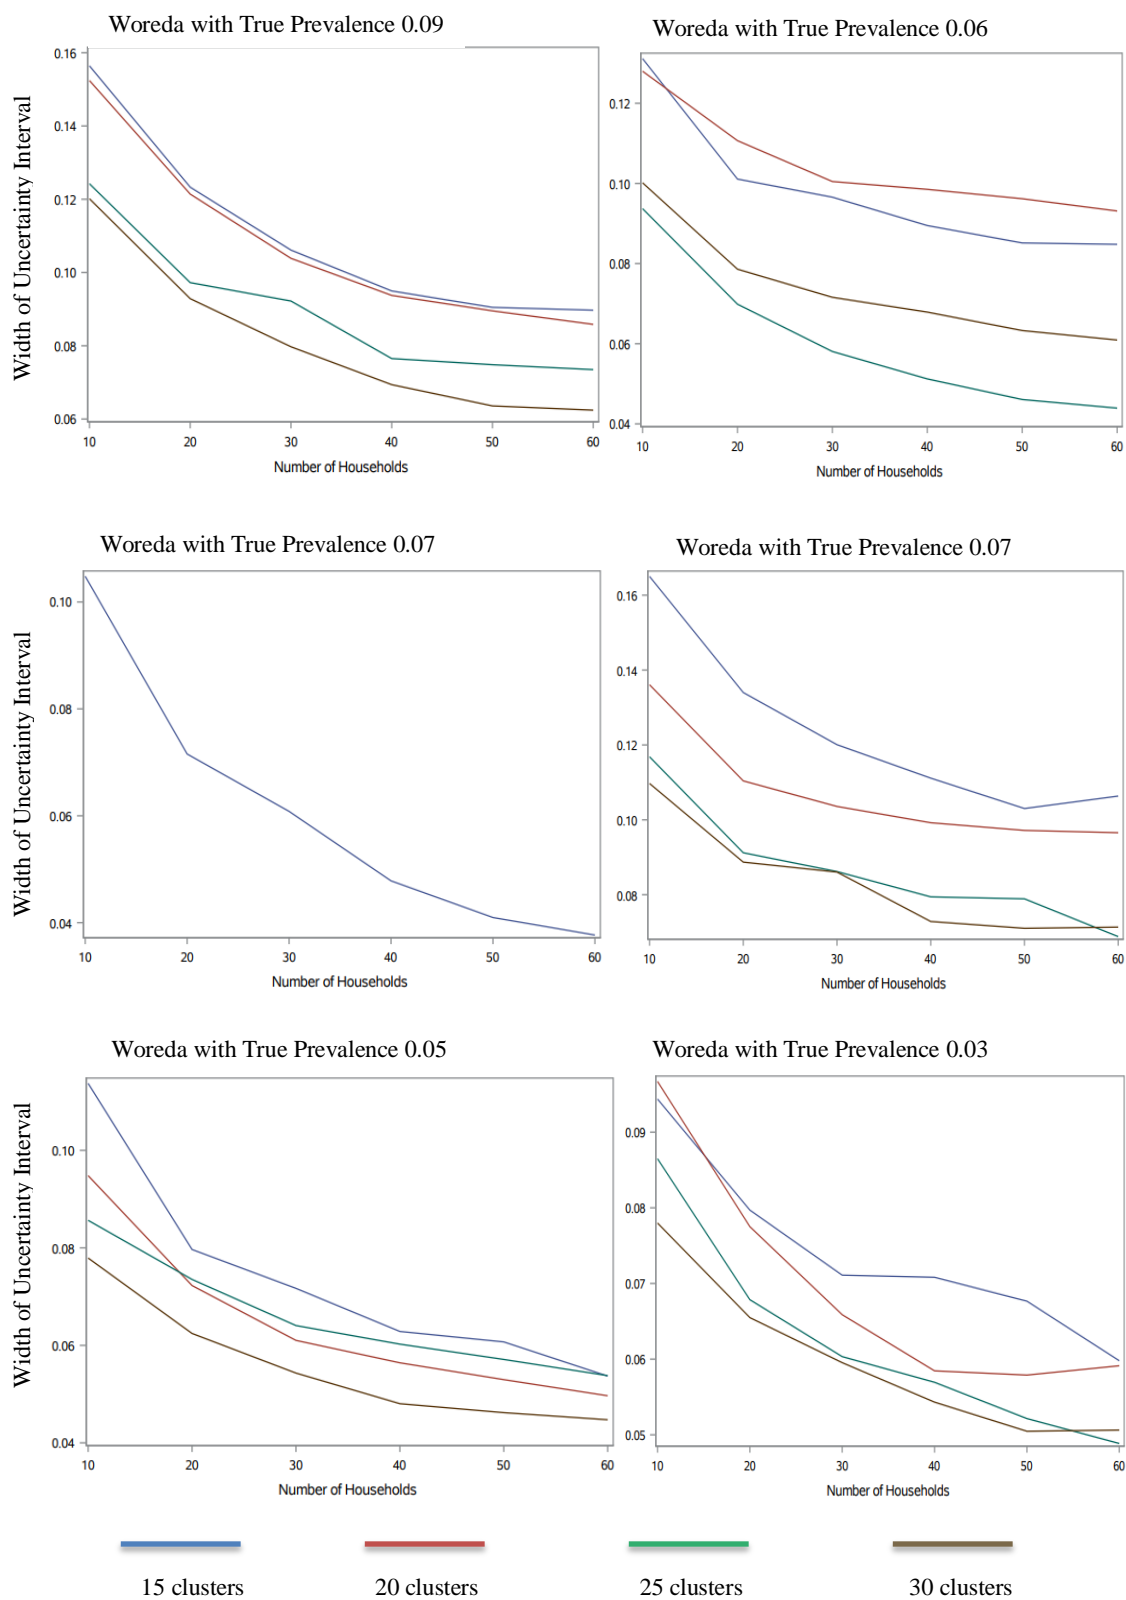 Woreda with True Prevalence 0.09
Width of Uncertainty Interval
0.16
0.14
0.12
0.10
0.08
0.06
10 20 30 40 50 60
Number of Households
Woreda with True Prevalence 0.06
0.12
0.10
0.08
0.06
0.04
10 20 30 40 50 60
Number of Households
Woreda with True Prevalence 0.07
Width of Uncertainty Interval
0.10
0.08
0.06
0.04
10 20 30 40 50 60
Number of Households
Woreda with True Prevalence 0.07
0.16
0.14
0.12
0.10
0.08
10 20 30 40 50 60
Number of Households
Woreda with True Prevalence 0.05
Width of Uncertainty Interval
0.10
0.08
0.06
0.04
10 20 30 40 50 60
Number of Households
Woreda with True Prevalence 0.03
0.09
0.08
0.07
0.06
0.05
10 20 30 40 50 60
Number of Households
15 clusters 20 clusters 25 clusters 30 clusters